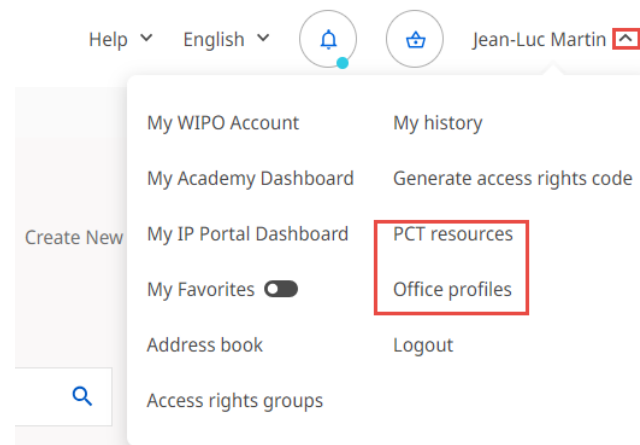 Help English Jean-Luc Martin
My WIPO Account
My Academy Dashboard
Create New
My IP Portal Dashboard
My Favorites
Address book
Access rights groups
My history
Generate access rights code
PCT resources
Office profiles
Logout